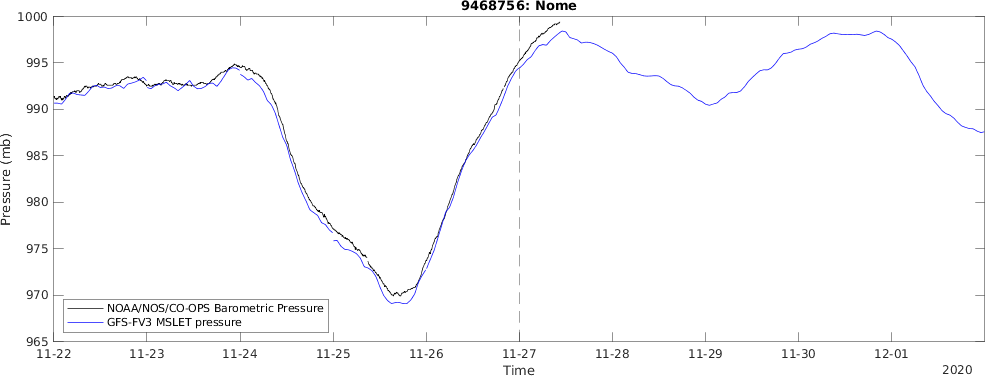 9468756: Nome
1000
995
990
985
980
975
970
965
Pressure (mb)
NOAA/NOS/CO-OPS Barometric Pressure
GFS-FV3 MSLET pressure
11-22 11-23 11-24 11-25 11-26 11-27 11-28 11-29 11-30 12-01
Time
2020